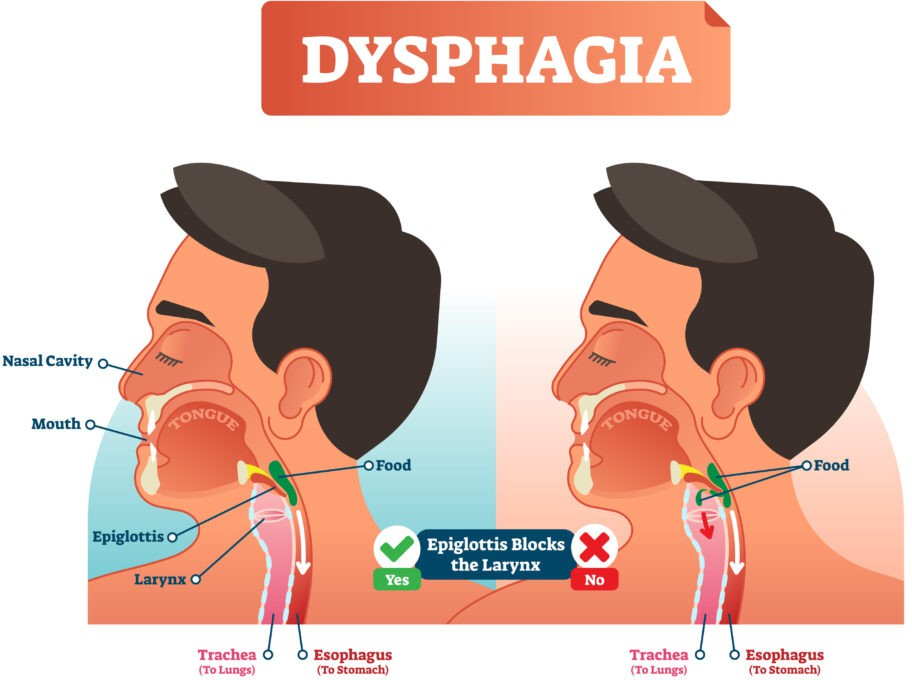 DYSPHAGIA
Nasal Cavity
Mouth
Epiglottis
Larynx
TONGUE
Food
Trachea
(To Lungs)
Esophagus
(To Stomach)
Yes
Epiglottis Blocks
the Larynx
No
TONGUE
Food
Trachea
(To Lungs)
Esophagus
(To Stomach)